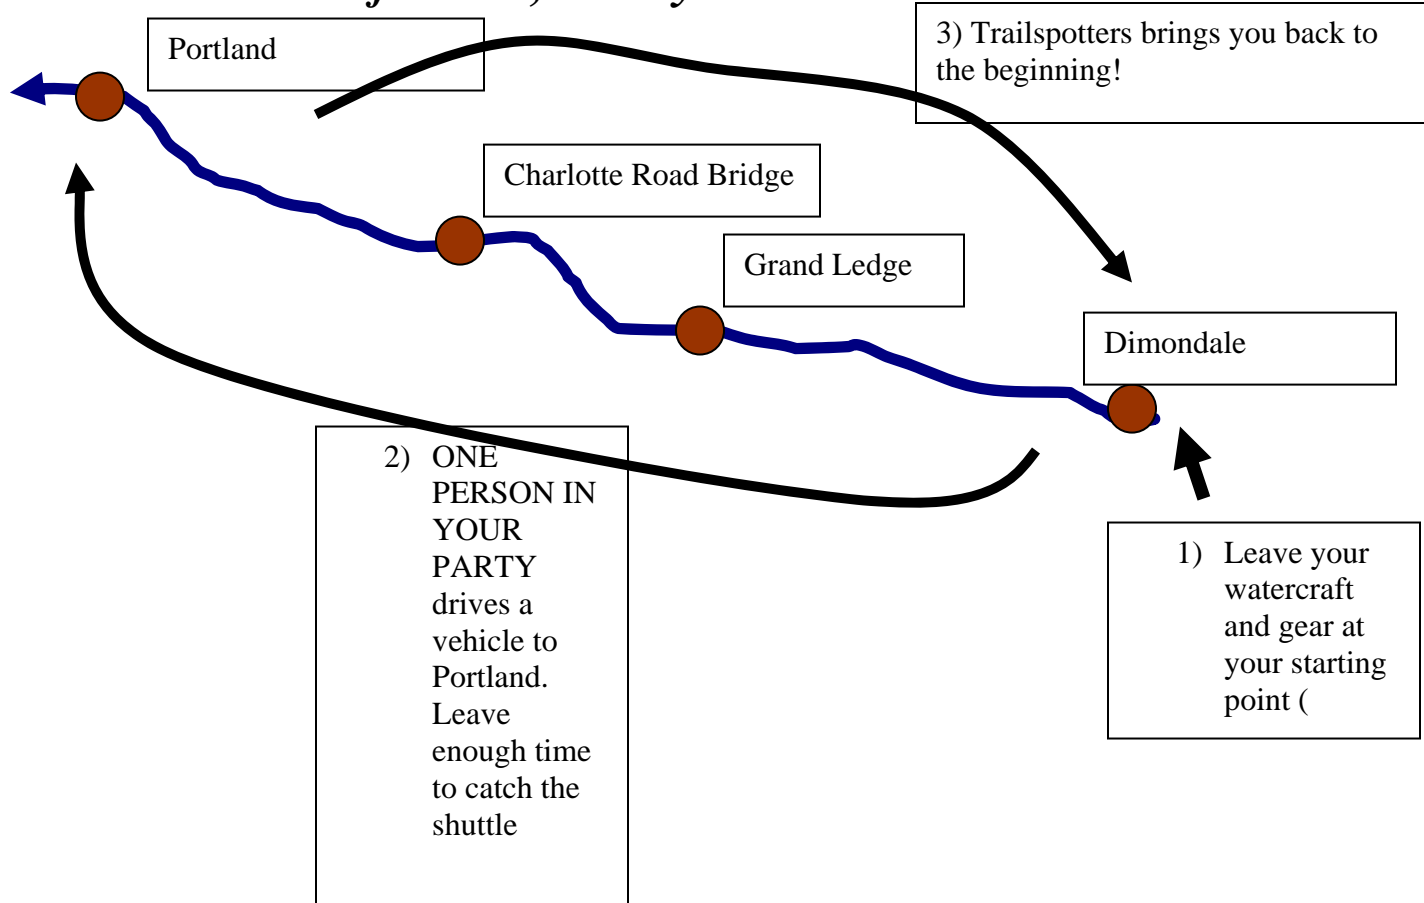 Portland
3) Trailspotters brings you back to
the beginning!
Charlotte Road Bridge
Grand Ledge
Dimondale
2) ONE
PERSON IN
YOUR
PARTY
drives a
vehicle to
Portland.
Leave
enough time
to catch the
shuttle
1) Leave your
watercraft
and gear at
your starting
point (